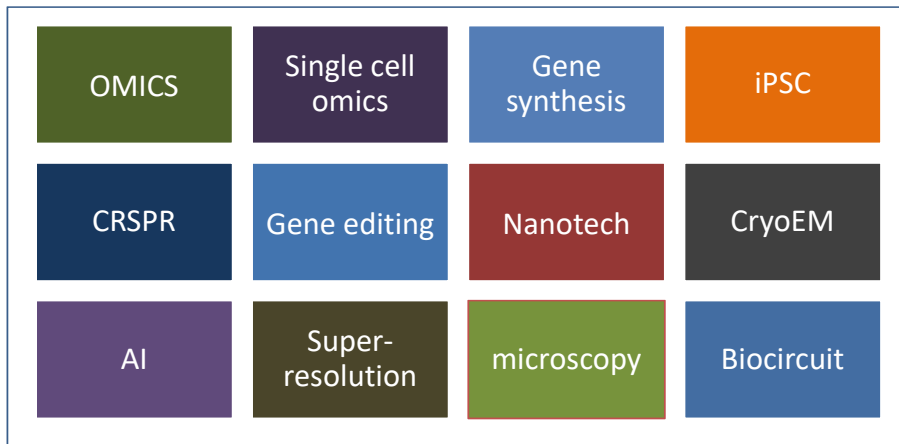 OMICS
Single cell
omics
Gene
synthesis
iPSC
CRSPR
Gene editing
Nanotech
CryoEM
AI
Super-
resolution
microscopy
Biocircuit